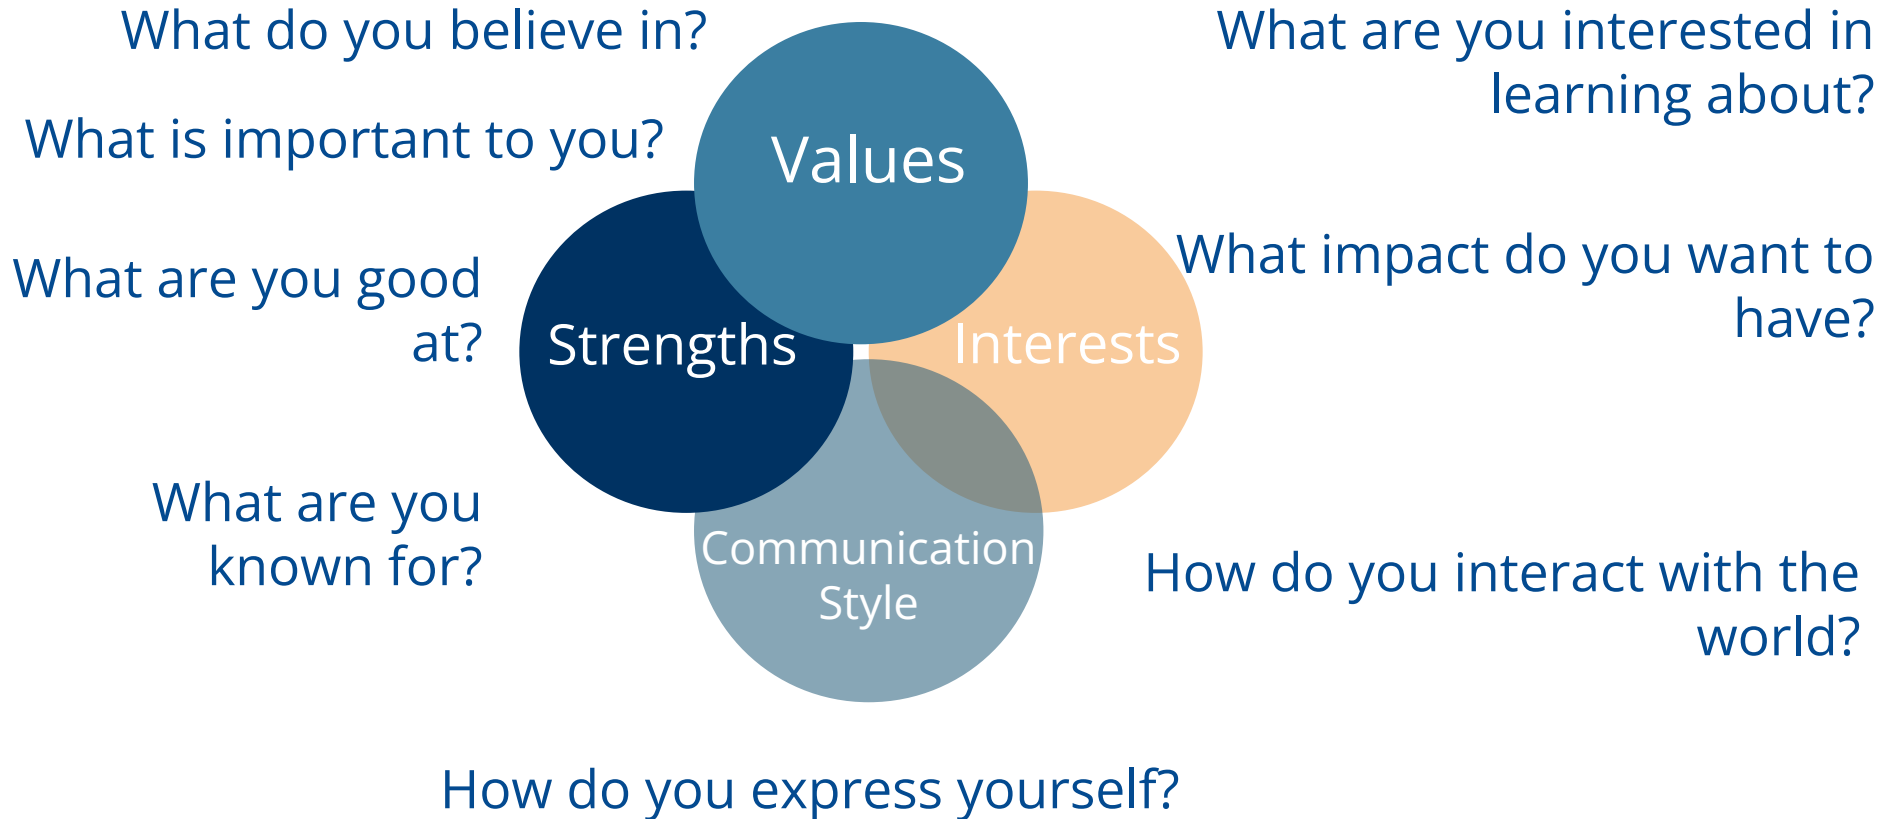 What do you believe in?
What is important to you?
What are you good
at?
What are you
known for?
Values
Strengths
Interests
Communication
Style
What are you interested in
learning about?
What impact do you want to
have?
How do you interact with the
world?
How do you express yourself?